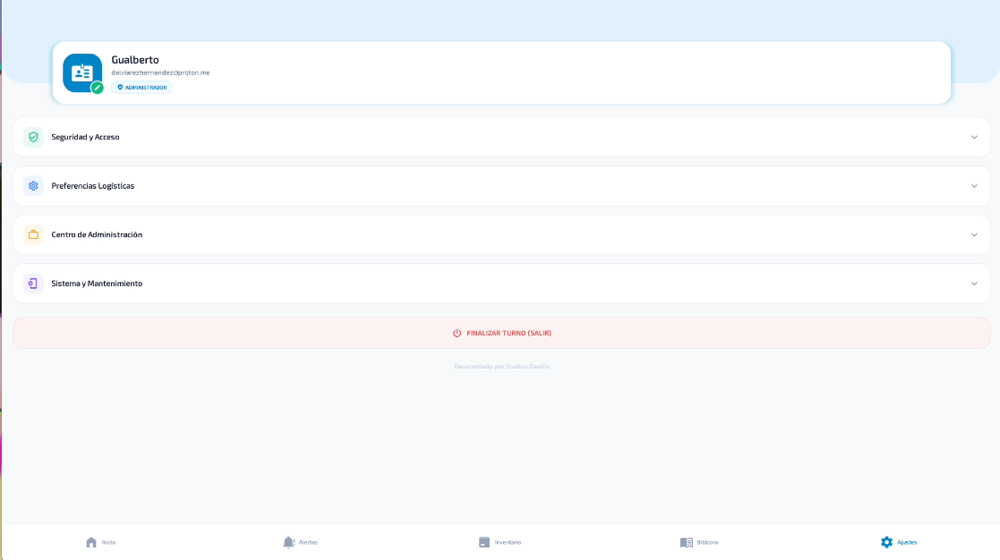 Gualberto
dalviarezhernandez@proton.me
ADMINISTRADOR
Seguridad y Acceso
Preferencias Logísticas
Centro de Administración
Sistema y Mantenimiento
FINALIZAR TURNO (SALIR)
Desarrollado por Studios Danilla
Inicio
Alertas
Inventario
Bitácora
Ajustes